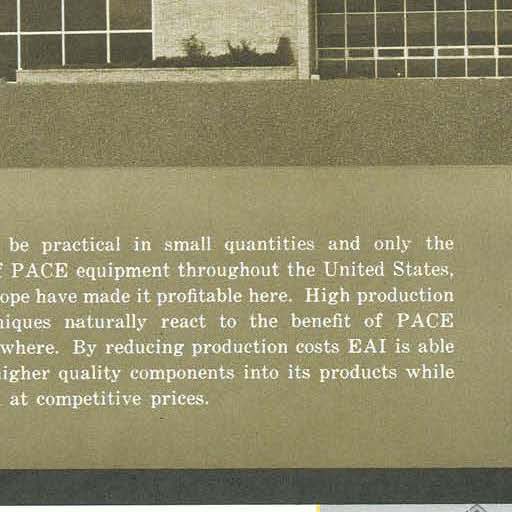 be practical in small quantities and only the
PACE equipment throughout the United States,
have made it profitable here. High production
naturally react to the benefit of PACE
where. By reducing production costs EAI is able
higher quality components into its products while
at competitive prices.